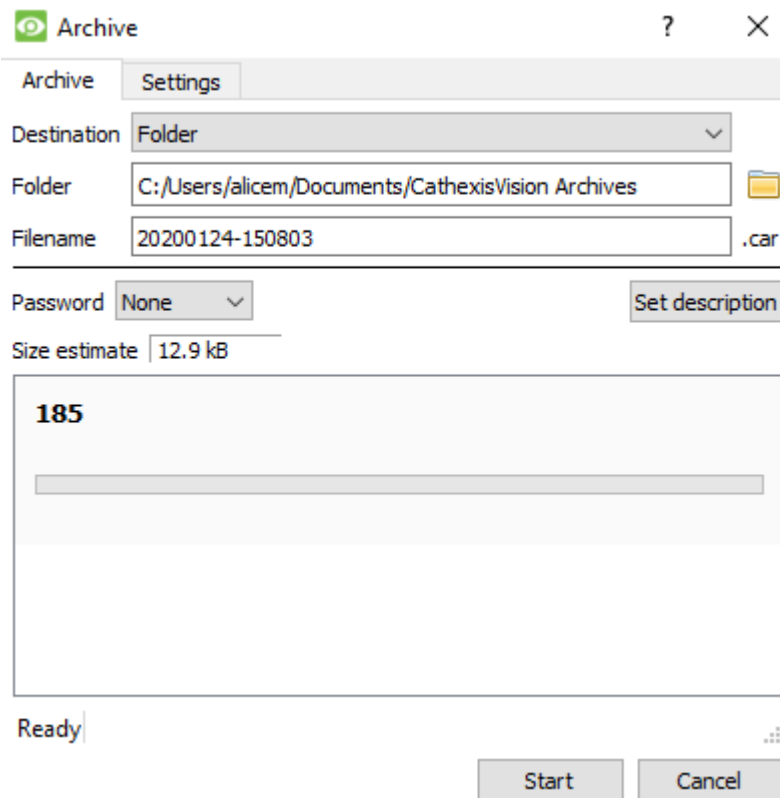 Archive ?
Archive Settings
Destination Folder
Folder C:/Users/alicem/Documents/CathexisVision Archives
Filename 20200124-150803 .car
Password None Set description
Size estimate 12.9 kB
185
Ready
Start Cancel